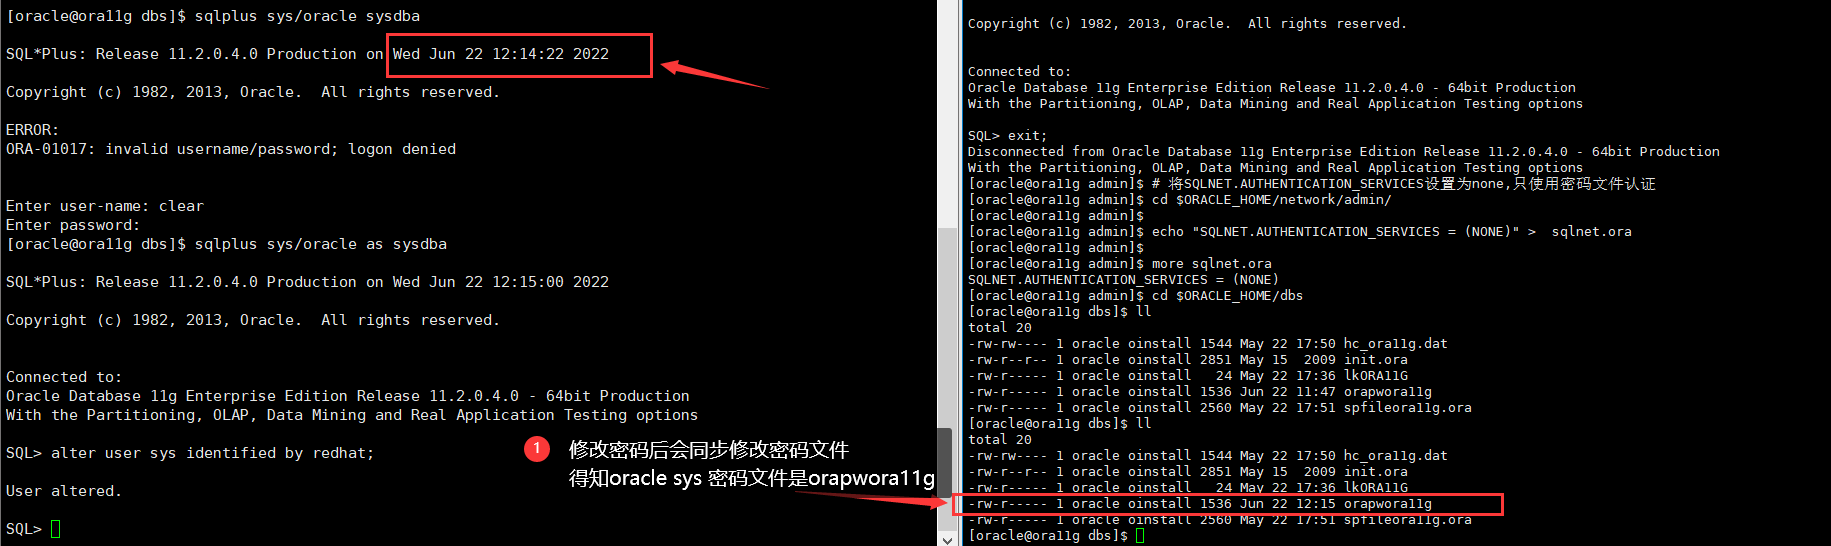 [oracle@ora11g dbs]$ sqlplus sys/oracle sysdba
SQL*Plus: Release 11.2.0.4.0 Production on Wed Jun 22 12:14:22 2022
Copyright (c) 1982, 2013, Oracle.  All rights reserved.
ERROR:
ORA-01017: invalid username/password; logon denied
Enter user-name: clear
Enter password:
[oracle@ora11g dbs]$ sqlplus sys/oracle as sysdba
SQL*Plus: Release 11.2.0.4.0 Production on Wed Jun 22 12:15:00 2022
Copyright (c) 1982, 2013, Oracle.  All rights reserved.
Connected to:
Oracle Database 11g Enterprise Edition Release 11.2.0.4.0 - 64bit Production
With the Partitioning, OLAP, Data Mining and Real Application Testing options
SQL> alter user sys identified by redhat;
User altered.
SQL>
1 修改密码后会同步修改密码文件
得知oracle sys 密码文件是orapwora11g
Copyright (c) 1982, 2013, Oracle.  All rights reserved.
Connected to:
Oracle Database 11g Enterprise Edition Release 11.2.0.4.0 - 64bit Production
With the Partitioning, OLAP, Data Mining and Real Application Testing options
SQL> exit;
Disconnected from Oracle Database 11g Enterprise Edition Release 11.2.0.4.0 - 64bit Production
With the Partitioning, OLAP, Data Mining and Real Application Testing options
[oracle@ora11g admin]$ # 将SQLNET.AUTHENTICATION_SERVICES设置为none,只使用密码文件认证
[oracle@ora11g admin]$ cd $ORACLE_HOME/network/admin/
[oracle@ora11g admin]$
[oracle@ora11g admin]$ echo "SQLNET.AUTHENTICATION_SERVICES = (NONE)" >  sqlnet.ora
[oracle@ora11g admin]$
[oracle@ora11g admin]$ more sqlnet.ora
SQLNET.AUTHENTICATION_SERVICES = (NONE)
[oracle@ora11g admin]$ cd $ORACLE_HOME/dbs
[oracle@ora11g dbs]$ ll
total 20
-rw-rw---- 1 oracle oinstall 1544 May 22 17:50 hc_ora11g.dat
-rw-r--r-- 1 oracle oinstall 2851 May 15  2009 init.ora
-rw-r----- 1 oracle oinstall   24 May 22 17:36 lkORA11G
-rw-r----- 1 oracle oinstall 1536 Jun 22 11:47 orapwora11g
-rw-r----- 1 oracle oinstall 2560 May 22 17:51 spfileora11g.ora
[oracle@ora11g dbs]$ ll
total 20
-rw-rw---- 1 oracle oinstall 1544 May 22 17:50 hc_ora11g.dat
-rw-r--r-- 1 oracle oinstall 2851 May 15  2009 init.ora
-rw-r----- 1 oracle oinstall   24 May 22 17:36 lkORA11G
-rw-r----- 1 oracle oinstall 1536 Jun 22 12:15 orapwora11g
-rw-r----- 1 oracle oinstall 2560 May 22 17:51 spfileora11g.ora
[oracle@ora11g dbs]$